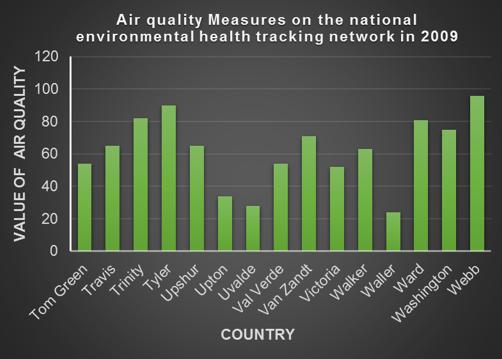 Air quality Measures on the national
environmental health tracking network in 2009
VALUE OF AIR QUALITY
120
100
80
60
40
20
0
Tom Green
Travis
Trinity
Tyler
Upshur
Upton
Uvalde
Val Verde
Van Zandt
Victoria
Walker
Waller
Ward
Washington
Webb
COUNTRY